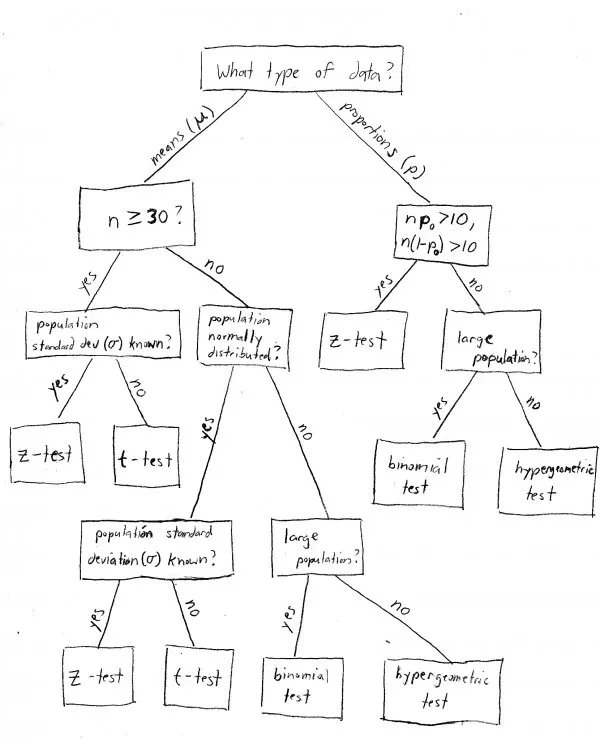 What type of data?
means (μ)
proportions (p)
n ≥ 30?
np₀ >10,
n(1-p₀) >10
yes
no
yes
no
population
standard dev (σ) known?
population
normally
distributed?
z-test
large
population?
yes
no
yes
no
yes
no
z-test
t-test
binomial
test
hypergeometric
test
population standard
deviation (σ) known?
large
population?
yes
no
yes
no
z-test
t-test
binomial
test
hypergeometric
test